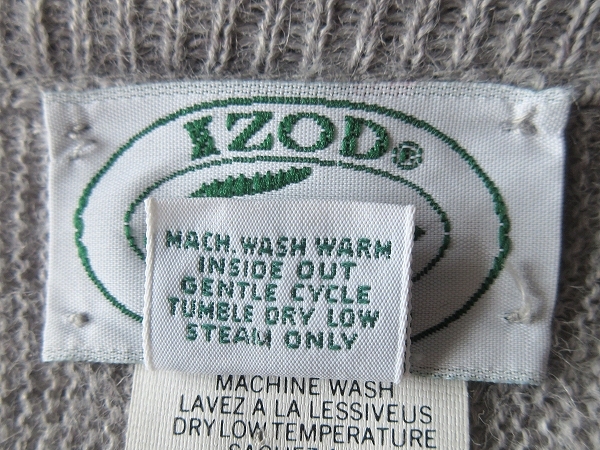 IZOD®
MACH. WASH WARM
INSIDE OUT
GENTLE CYCLE
TUMBLE DRY LOW
STEAM ONLY
MACHINE WASH
LAVEZ A LA LESSIVEUS
DRY LOW TEMPERATURE